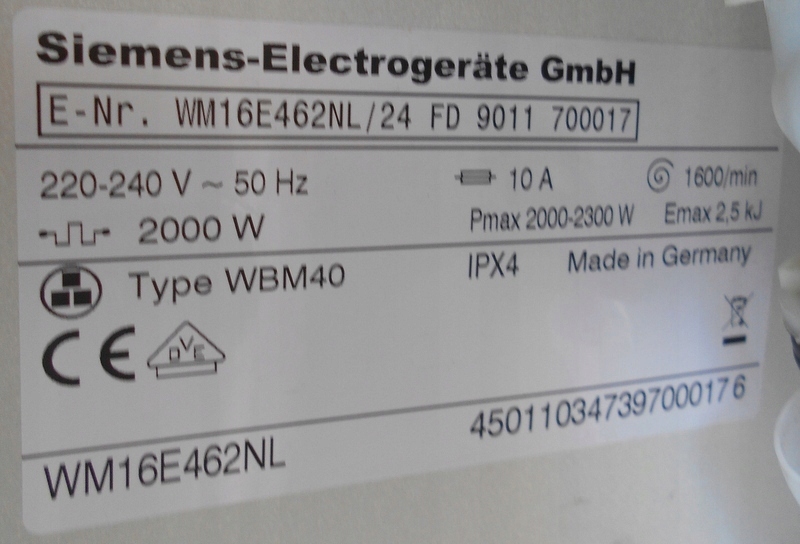 Siemens-Electrogeräte GmbH
E-Nr. WM16E462NL/24 FD 9011 700017
220-240 V ~ 50 Hz 10 A 1600/min
2000 W Pmax 2000-2300 W Emax 2,5 kJ
Type WBM40 IPX4 Made in Germany
CE DVE
WM16E462NL 450110347397000176